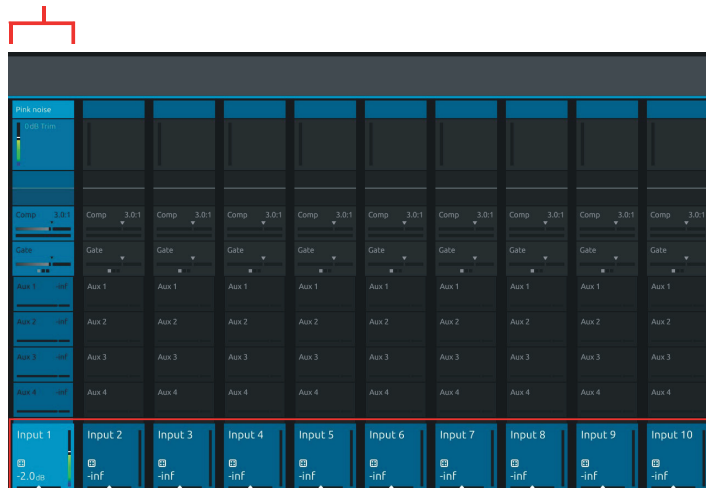 Pink noise
0dB Trim
Comp 3.0:1 Comp 3.0:1 Comp 3.0:1 Comp 3.0:1 Comp 3.0:1 Comp 3.0:1 Comp 3.0:1 Comp 3.0:1 Comp 3.0:1 Comp 3.0:1
Gate Gate Gate Gate Gate Gate Gate Gate Gate Gate
Aux 1 -inf Aux 1 Aux 1 Aux 1 Aux 1 Aux 1 Aux 1 Aux 1 Aux 1 Aux 1
Aux 2 -inf Aux 2 Aux 2 Aux 2 Aux 2 Aux 2 Aux 2 Aux 2 Aux 2 Aux 2
Aux 3 -inf Aux 3 Aux 3 Aux 3 Aux 3 Aux 3 Aux 3 Aux 3 Aux 3 Aux 3
Aux 4 -inf Aux 4 Aux 4 Aux 4 Aux 4 Aux 4 Aux 4 Aux 4 Aux 4 Aux 4
Input 1 Input 2 Input 3 Input 4 Input 5 Input 6 Input 7 Input 8 Input 9 Input 10
-2.0dB -inf -inf -inf -inf -inf -inf -inf -inf -inf